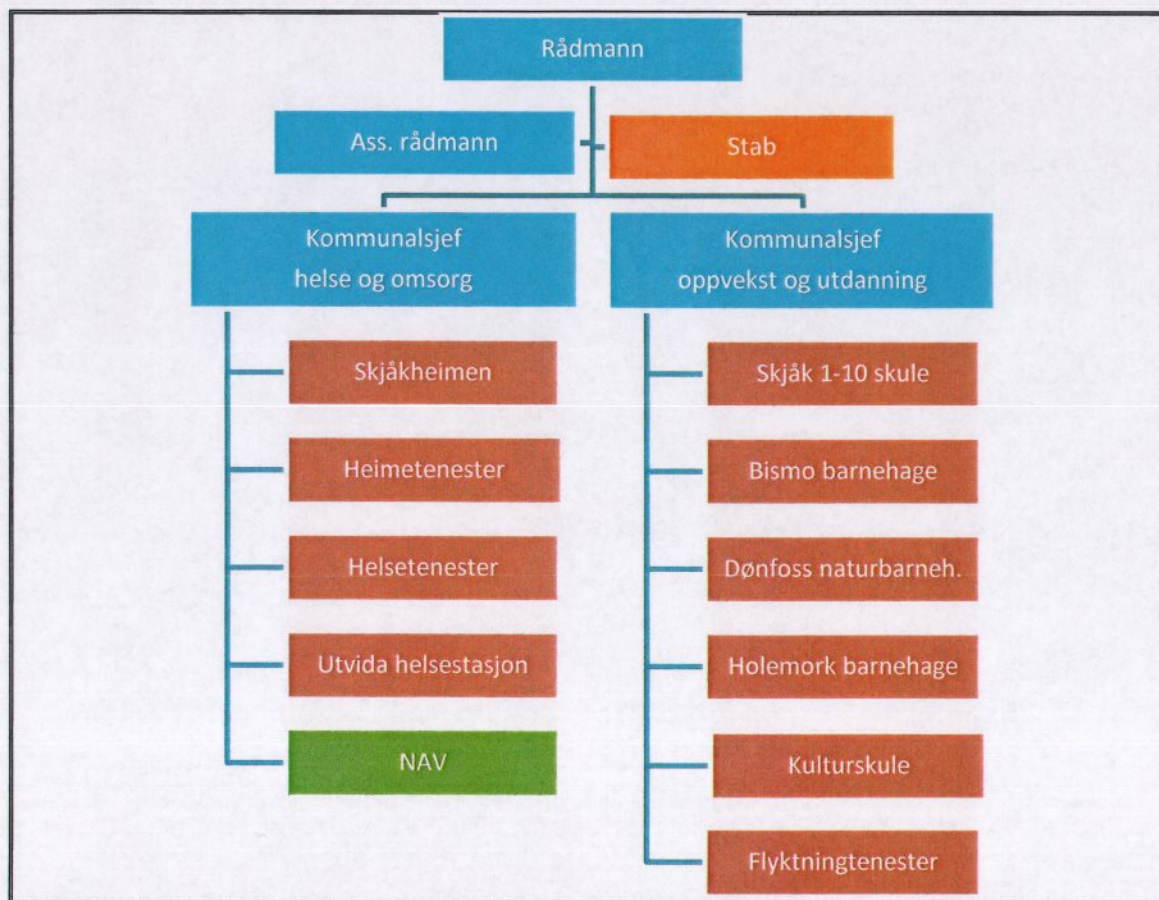 Rådmann
Ass. rådmann
Stab
Kommunalsjef
helse og omsorg
Kommunalsjef
oppvekst og utdanning
Skjåkheimen
Heimetenester
Helsetenester
Utvida helsestasjon
NAV
Skjåk 1-10 skule
Bismo barnehage
Dønfoss naturbarneh.
Holemork barnehage
Kulturskule
Flyktningtenester